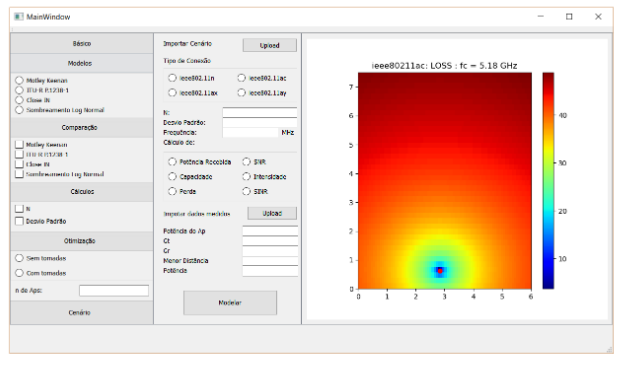 MainWindow
Básico
Modelos
Motley Keenan
ITU-R P.1238-1
Close IN
Sombreamento Log Normal
Comparação
Motley Keenan
ITU-R P.1238-1
Close IN
Sombreamento Log Normal
Cálculos
N
Desvio Padrão
Otimização
Sem tomadas
Com tomadas
n de Aps:
Cenário
Importar Cenário
Upload
Tipo de Conexão
ieee802.11n
ieee802.11ac
ieee802.11ax
ieee802.11ay
N:
Desvio Padrão:
Frequência:
MHz
Cálculo de:
Potência Recebida
SNR
Capacidade
Intensidade
Perda
SINR
Importar dados medidos
Upload
Potência do Ap
Gt
Gr
Menor Distância
Potência
Modelar
ieee80211ac: LOSS : fc = 5.18 GHz
7
6
5
4
3
2
1
0
0 1 2 3 4 5 6
40
30
20
10